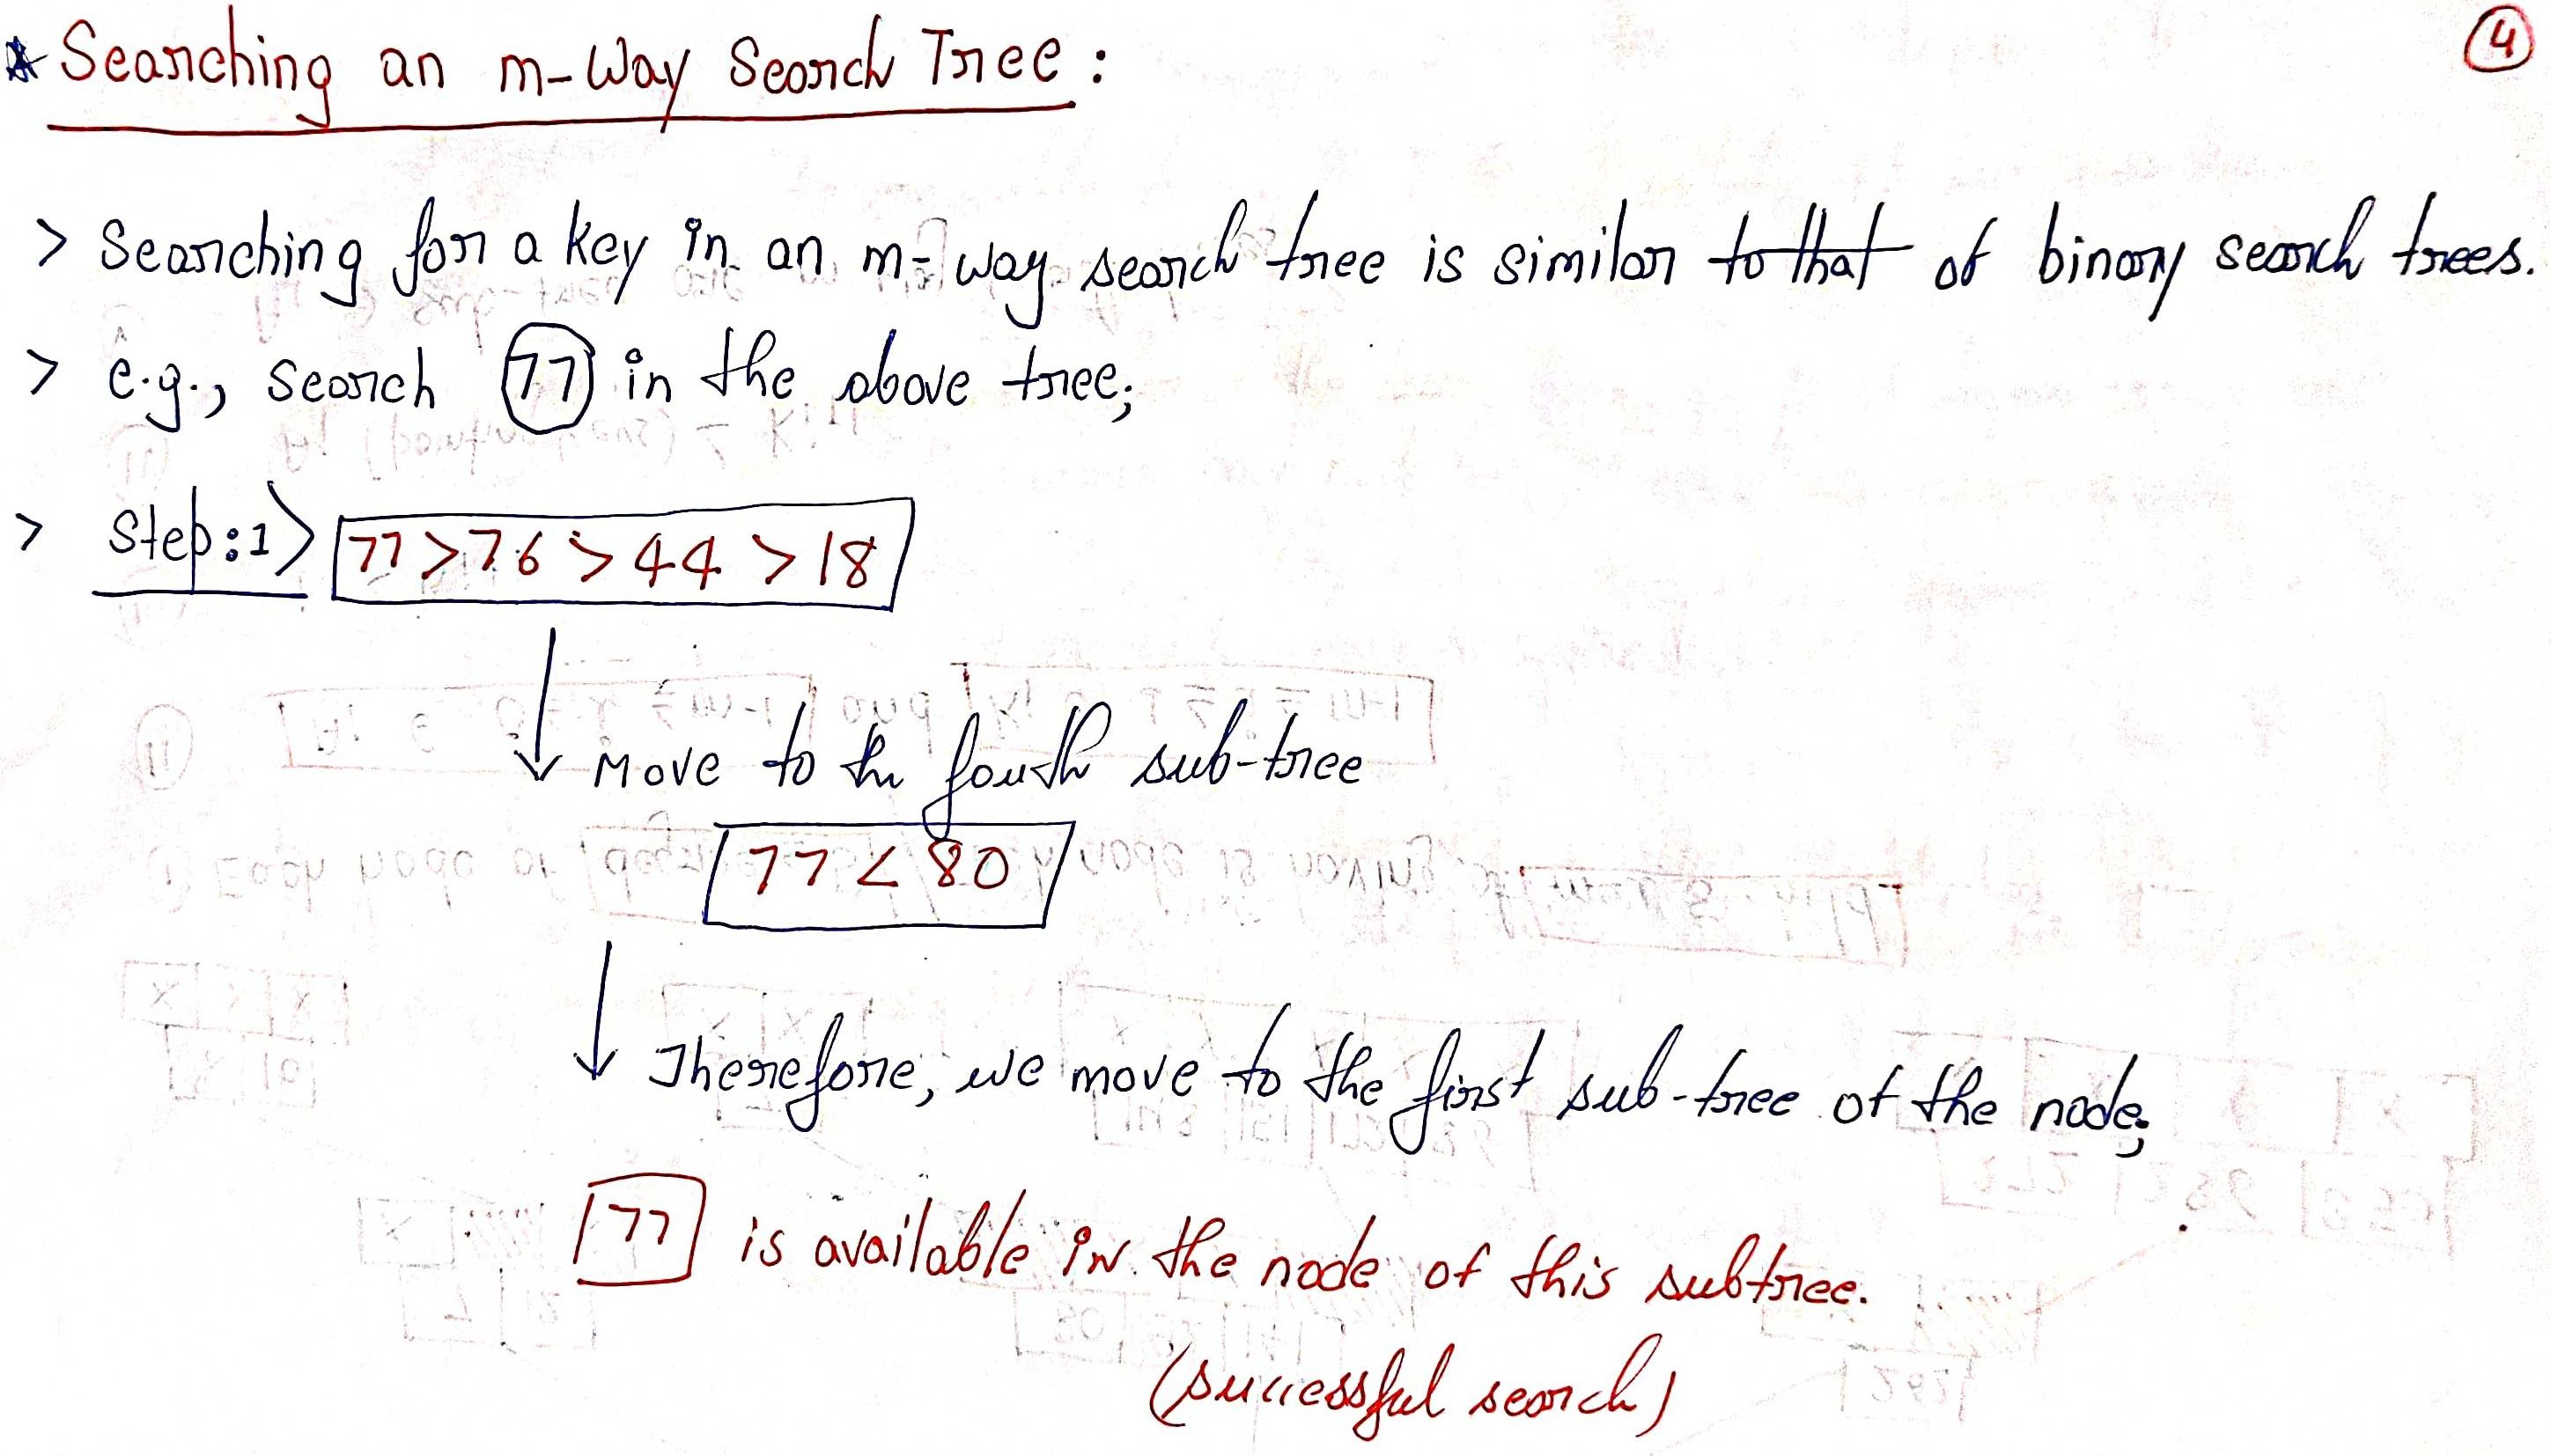 * Searching an m-way Search Tree :
4
> Searching for a key in an m-way search tree is similar to that of binary search trees.
> e.g., search 77 in the above tree;
> Step:1> 77 > 76 > 44 > 18
Move to the fourth sub-tree
77 < 80
Therefore, we move to the first sub-tree of the node;
77 is available in the node of this subtree.
(successful search)